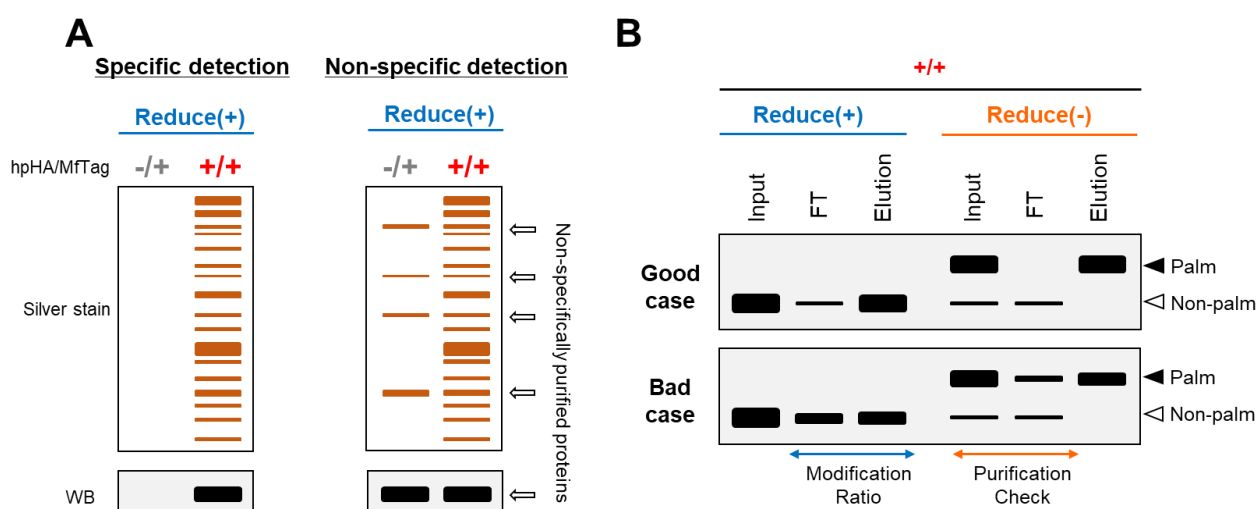 A
Specific detection
Non-specific detection
Reduce(+)
Reduce(+)
hpHA/MfTag
-/+
+/+
-/+
+/+
Silver stain
WB
Non-specifically purified proteins
B
+/+
Reduce(+)
Reduce(-)
Input
FT
Elution
Input
FT
Elution
Good
case
Palm
Non-palm
Bad
case
Palm
Non-palm
Modification
Ratio
Purification
Check